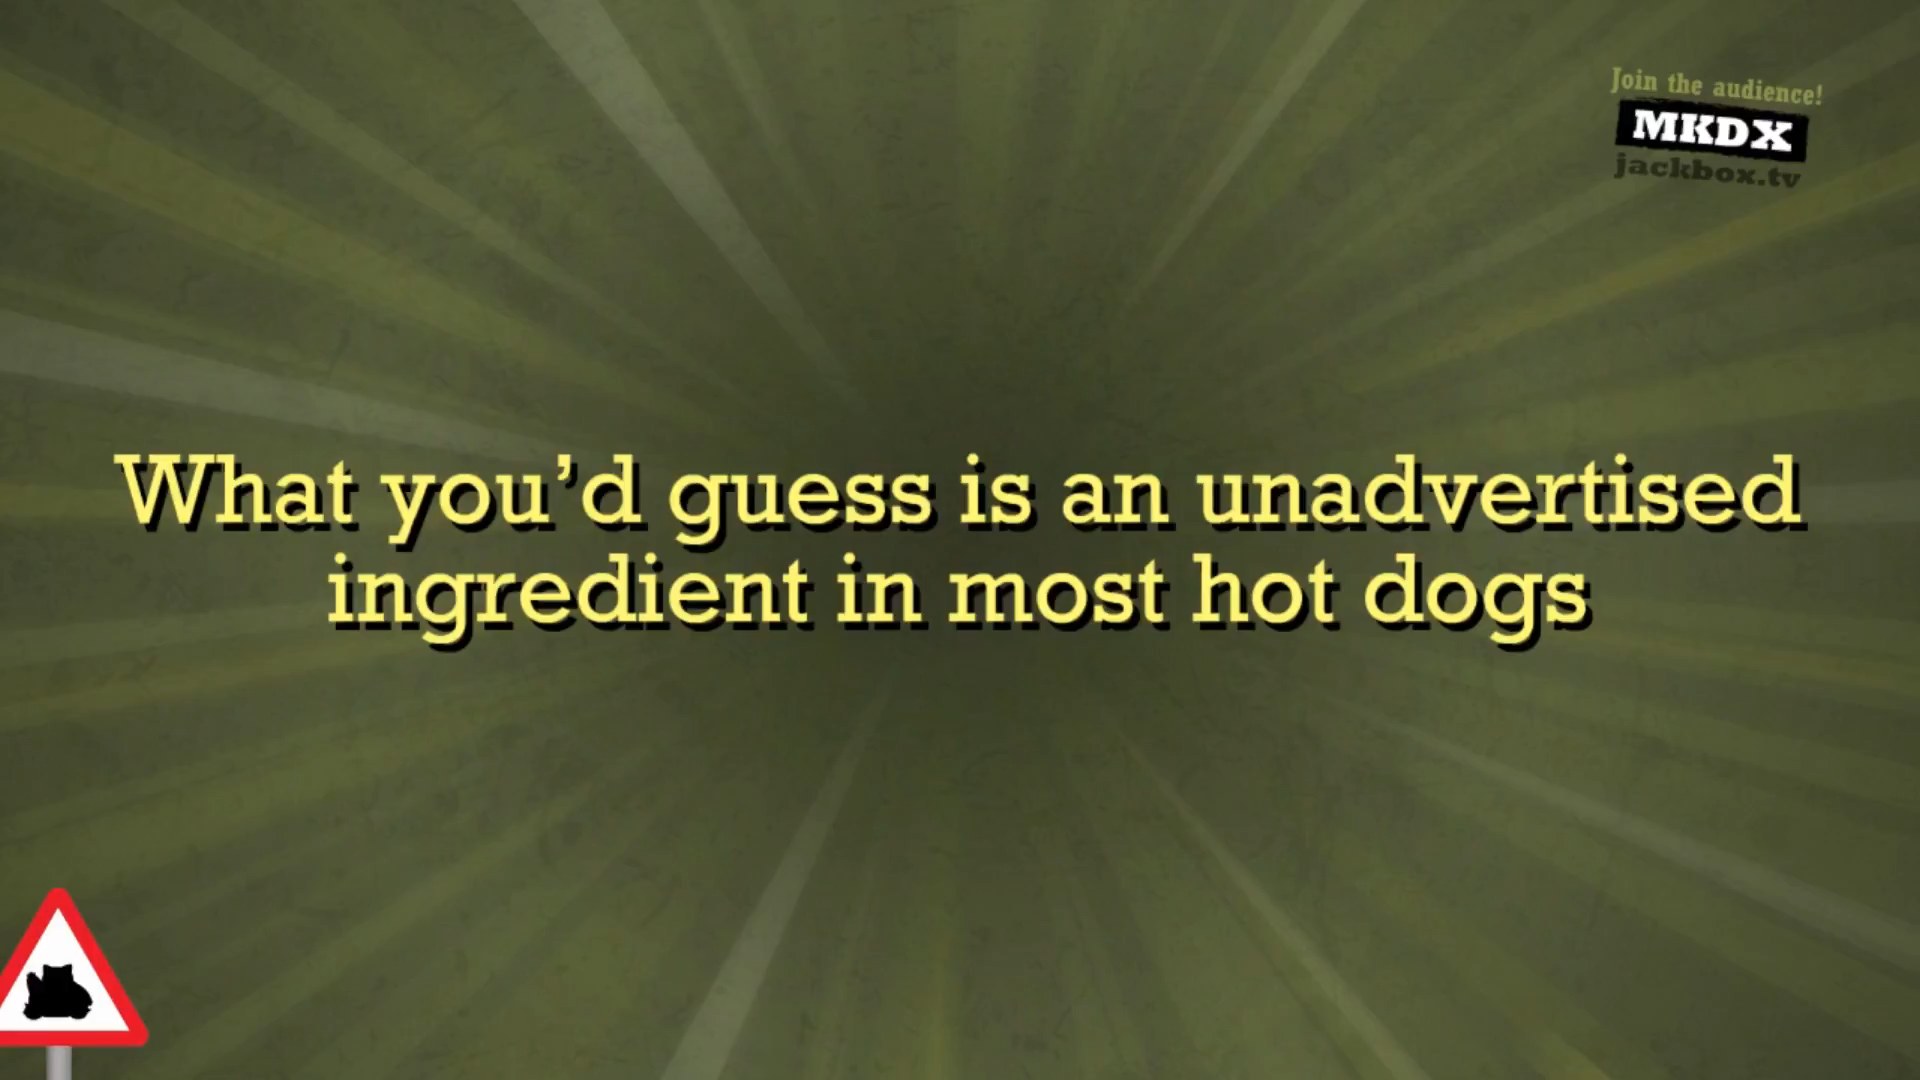 Join the audience!
MKDX
jackbox.tv
What you’d guess is an unadvertised
ingredient in most hot dogs